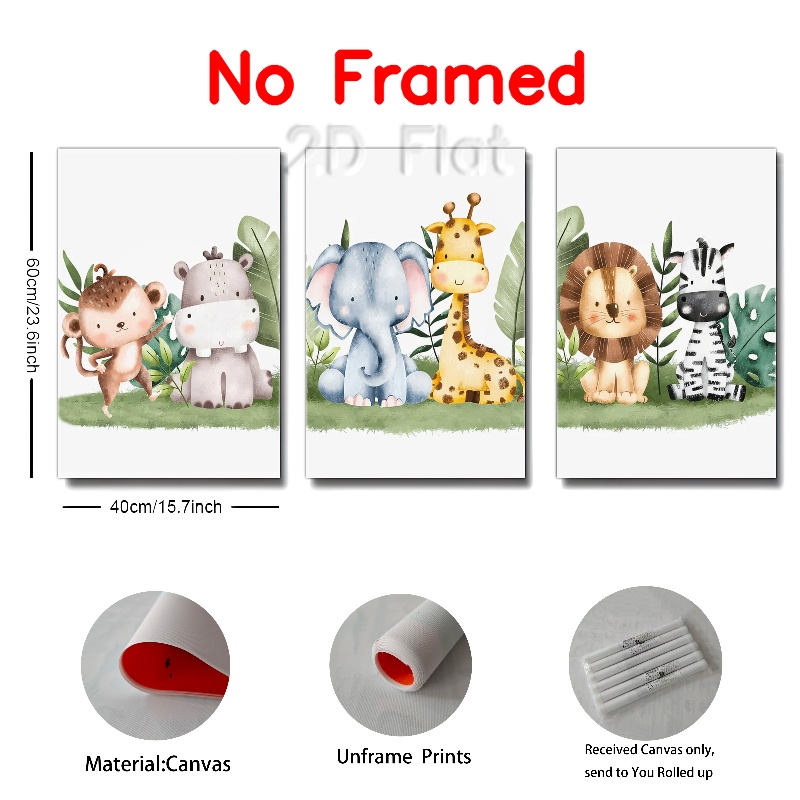 No Framed
2D Flat
60cm/23.6inch
40cm/15.7inch
Material:Canvas
Unframe Prints
Received Canvas only,
send to You Rolled up